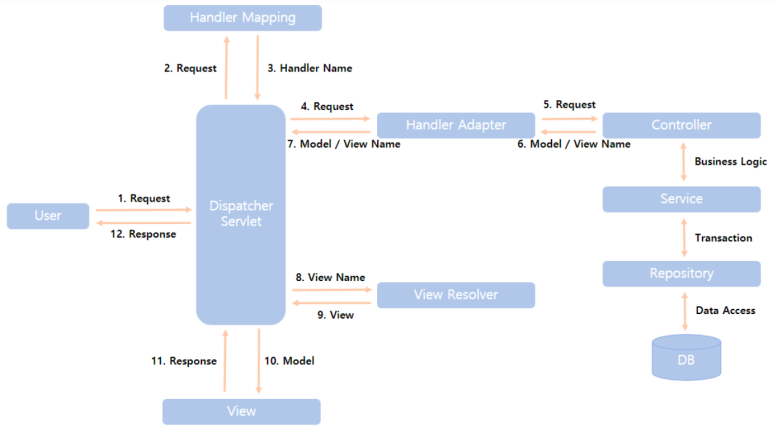 Handler Mapping
2. Request
3. Handler Name
4. Request
5. Request
Handler Adapter
Controller
7. Model / View Name
6. Model / View Name
Business Logic
1. Request
User
Dispatcher
Servlet
Service
12. Response
Transaction
Repository
8. View Name
View Resolver
9. View
Data Access
11. Response
10. Model
DB
View